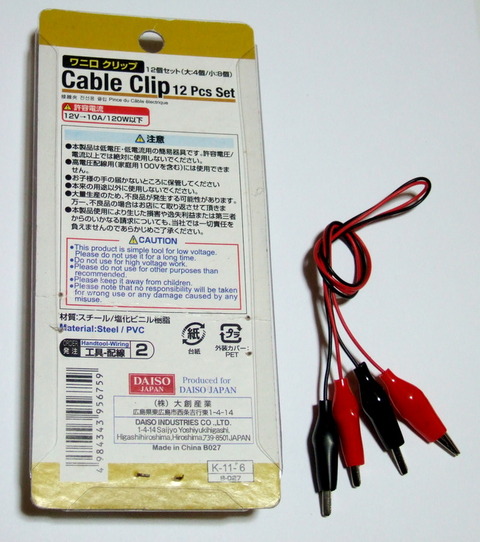 ワニ口 クリップ
12個セット(大:4個/小:8個)
Cable Clip 12 Pcs Set
Pince du Câble électrique
許容電流
12V→10A/120W以下
注意
●本製品は低電圧・低電流用の簡易器具です。許容電圧/
電流以上では絶対に使用しないでください。
●高電圧配線用(家庭用100Vを含む)には使用できま
せん。
●お子様の手の届かないところに保管してください
●本来の用途以外に使用しないでください。
●大量生産のため、不良品が発生する可能性があります。
万一、不良品の場合はお店にて取り返させて頂きま
●本製品使用により生じた損害や逸失利益または第三者
からのいかなる請求についても、当社では一切責任を
負えませんのであらかじめご了承ください。
CAUTION
●This product is simple tool for low voltage.
Please do not use it for a long time.
●Do not use for high voltage work.
●Please do not use for other purposes than
recommended.
●Please keep it away from children.
●Please note that no responsibility will be taken
for wrong use or any damage caused by any
misuse.
材質:スチール/塩化ビニル樹脂
Material:Steel / PVC
ORDER
発注
Handtool-Wiring
工具-配線
2
紙
台紙
プラ
外装カバー:
PET
4 984343 956759
DAISO
JAPAN
Produced for
DAISO JAPAN
(株)大創産業
広島県東広島市西条吉行東1-4-14
DAISO INDUSTRIES CO.,LTD.
1-4-14 Saijyo Yoshiyukihigashi,
Higashihiroshima,Hiroshima,739-8501,JAPAN
Made in China B027
K-11-6
B-027